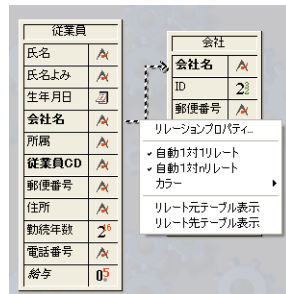 従業員
氏名
氏名よみ
生年月日
会社名
所属
従業員CD
郵便番号
住所
勤続年数
電話番号
給与
会社
会社名
ID
郵便番号
リレーションプロパティ...
自動1対1リレート
自動1対nリレート
カラー
リレート元テーブル表示
リレート先テーブル表示